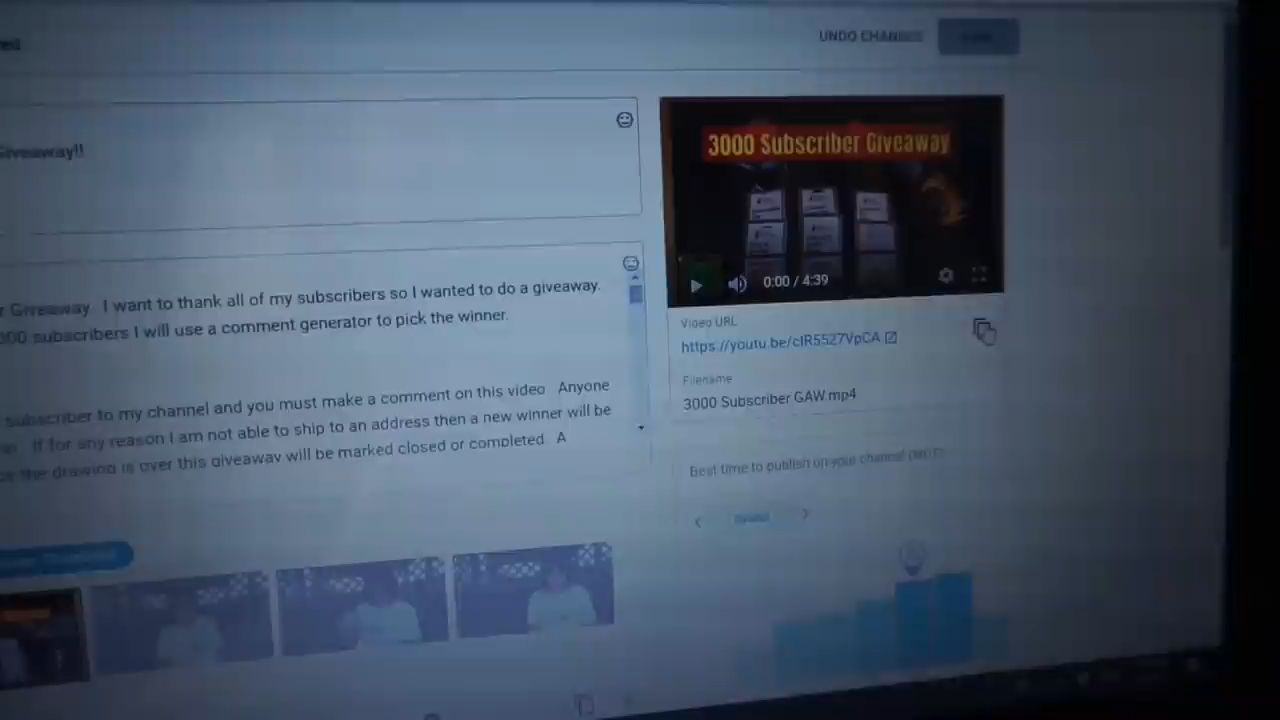 UNDO CHANGES
Giveaway!!
3000 Subscriber Giveaway
0:00 / 4:39
Giveaway. I want to thank all of my subscribers so I wanted to do a giveaway.
000 subscribers I will use a comment generator to pick the winner.
Video URL
https://youtu.be/cIR5527VpCA
Filename
3000 Subscriber GAW.mp4
subscriber to my channel and you must make a comment on this video Anyone
If for any reason I am not able to ship to an address then a new winner will be
the drawing is over this giveaway will be marked closed or completed. A
Best time to publish on your channel